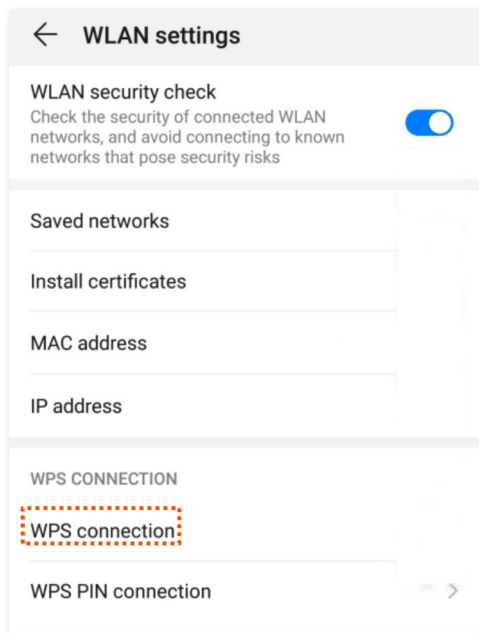 WLAN settings
WLAN security check
Check the security of connected WLAN
networks, and avoid connecting to known
networks that pose security risks
Saved networks
Install certificates
MAC address
IP address
WPS CONNECTION
WPS connection
WPS PIN connection